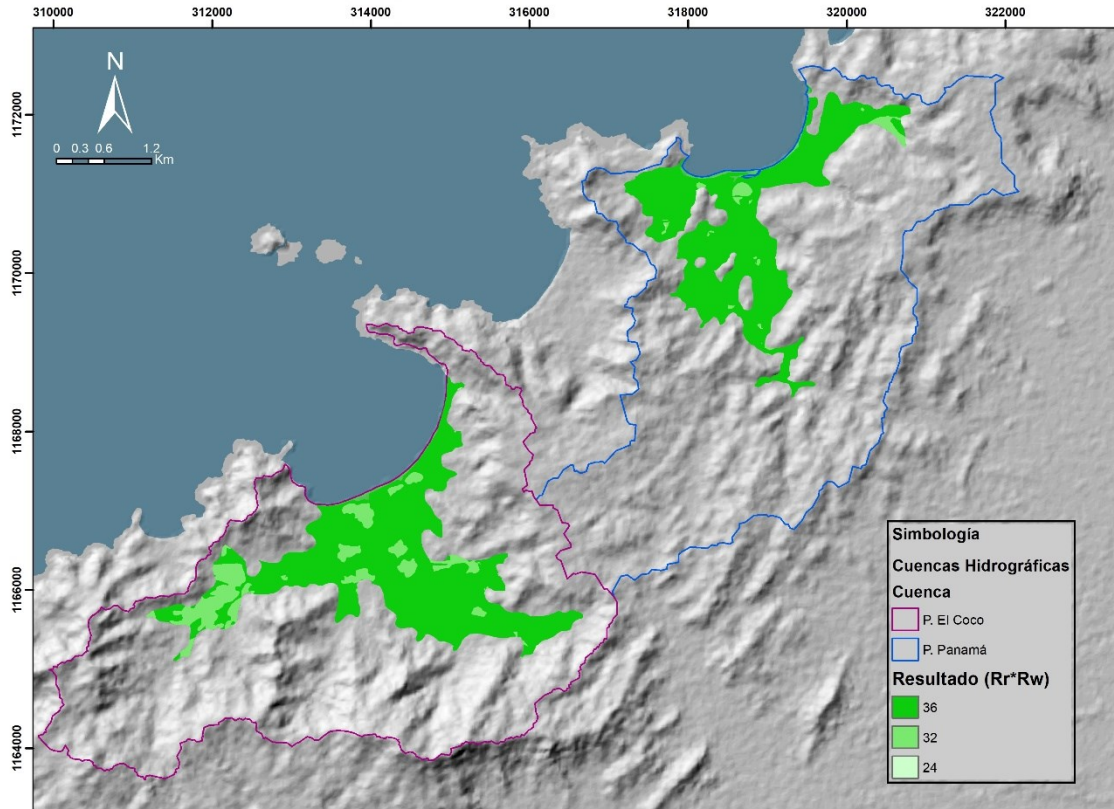 310000 312000 314000 316000 318000 320000 322000
N
0 0.3 0.6 1.2
Km
1172000
1170000
1168000
1166000
1164000
Simbología
Cuencas Hidrográficas
Cuenca
P. El Coco
P. Panamá
Resultado (Rr*Rw)
36
32
24